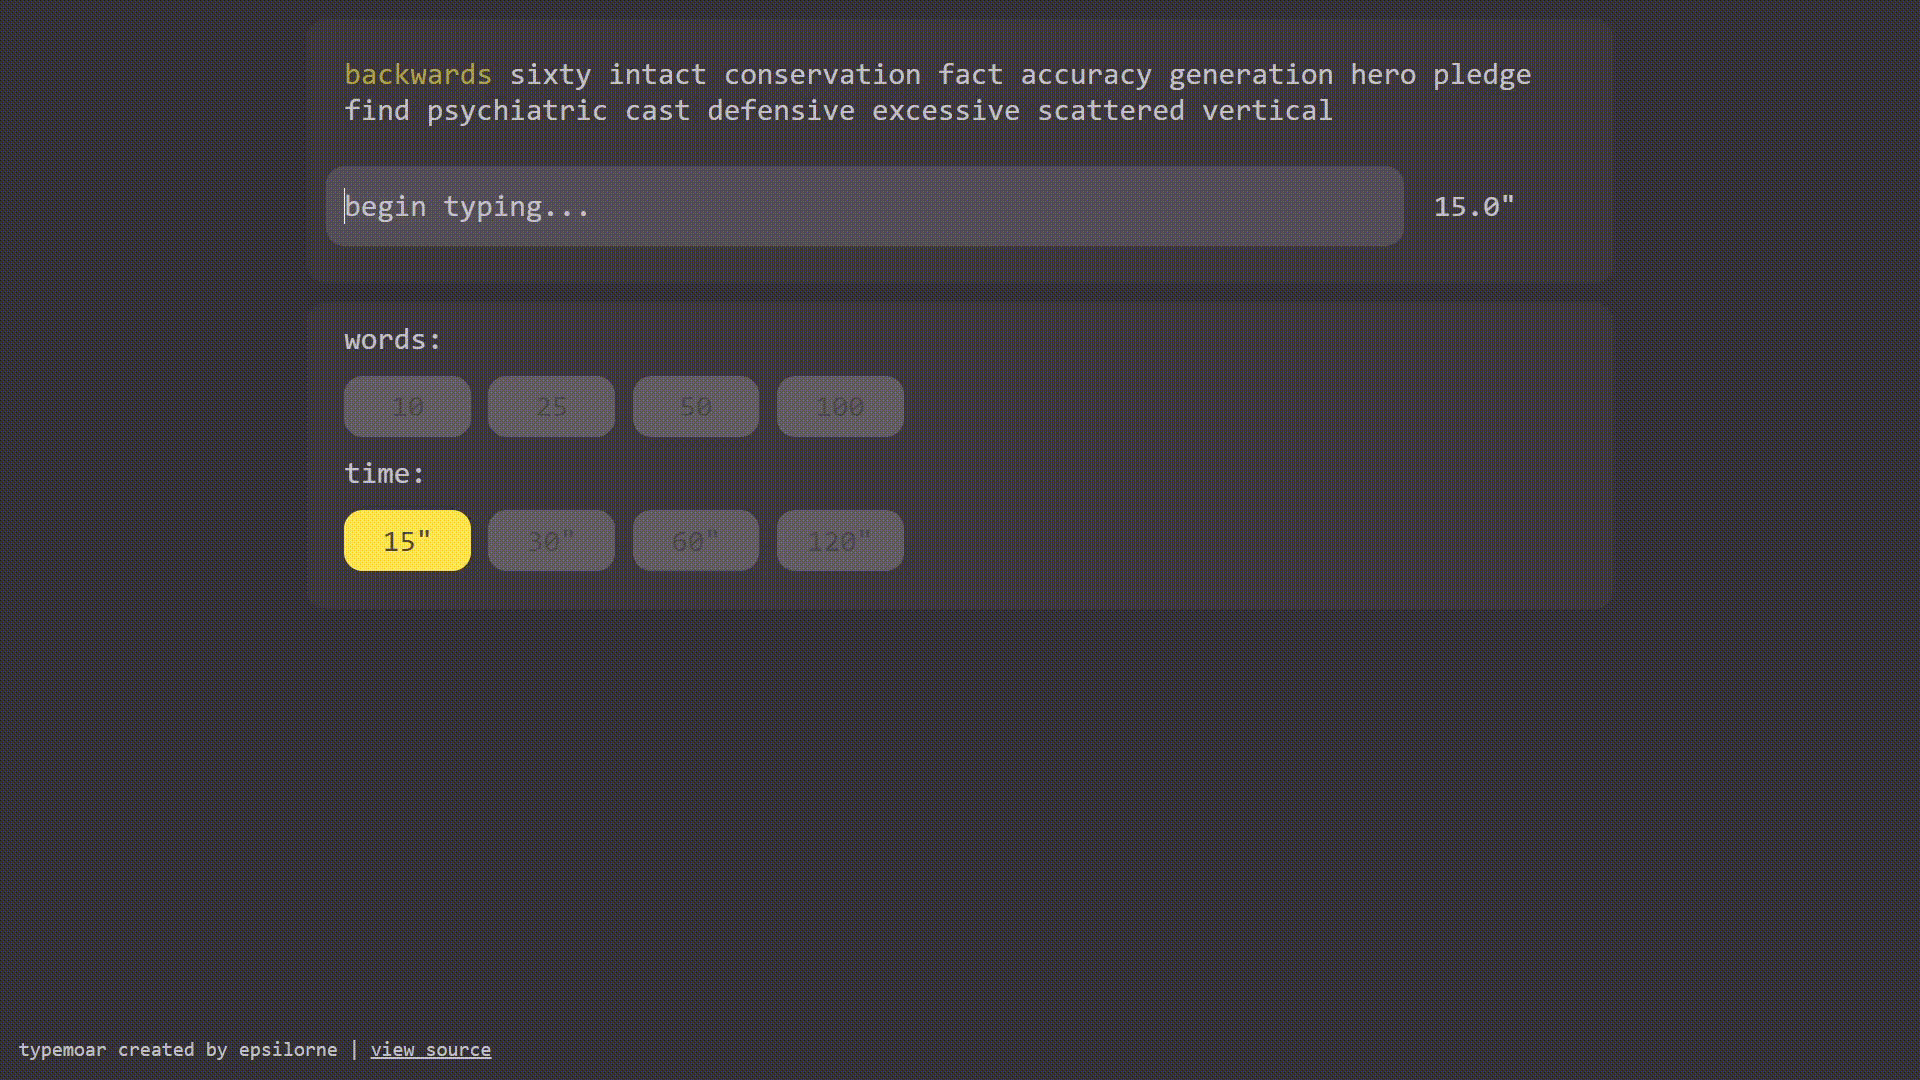 backwards sixty intact conservation fact accuracy generation hero pledge
find psychiatric cast defensive excessive scattered vertical
begin typing...
15.0"
words:
10 25 50 100
time:
15" 30" 60" 120"
typemoar created by epsilorne | view source